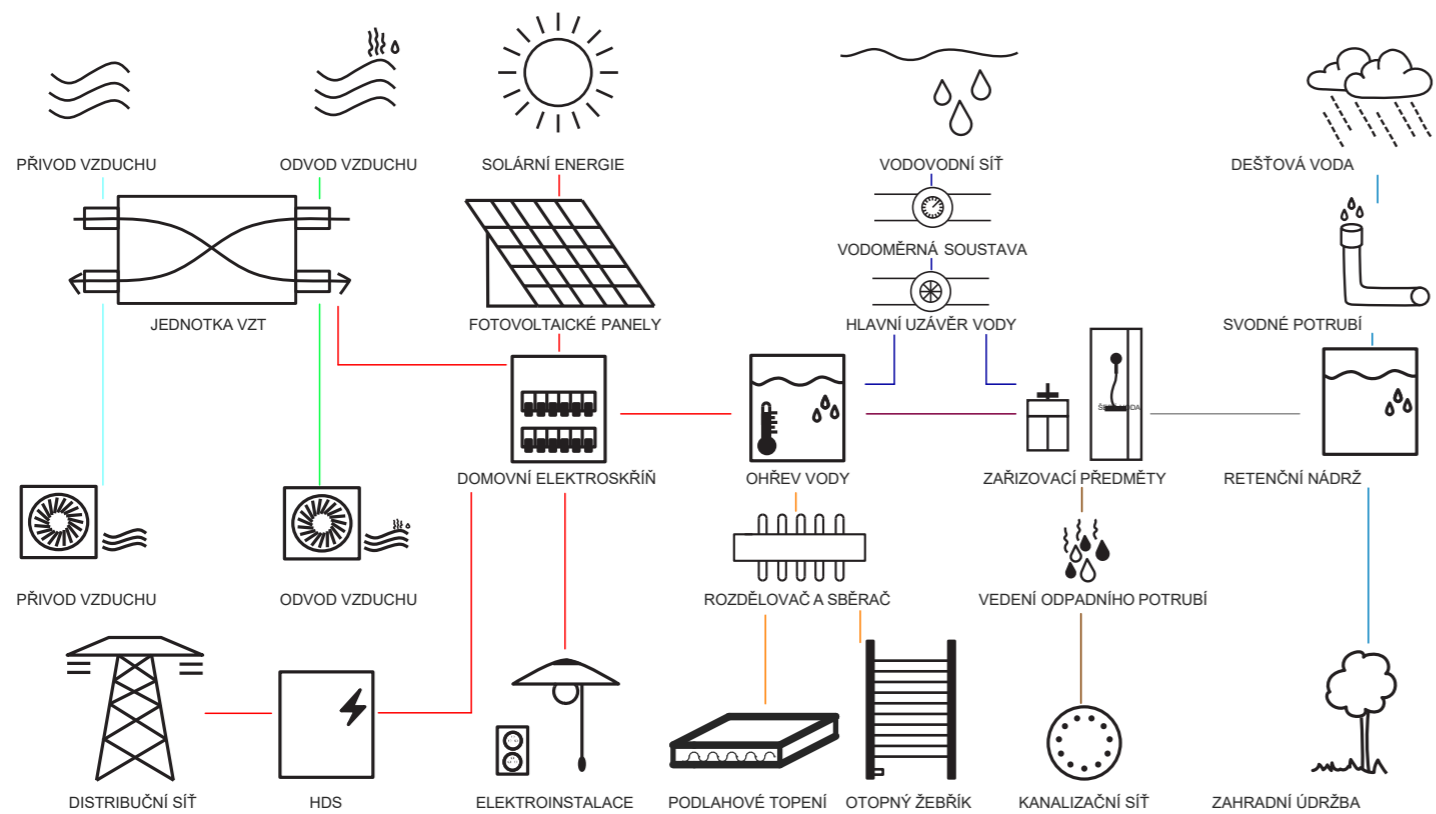 PŘIVOD VZDUCHU
ODVOD VZDUCHU
SOLÁRNÍ ENERGIE
VODOVODNÍ SÍŤ
DEŠŤOVÁ VODA
VODOMĚRNÁ SOUSTAVA
JEDNOTKA VZT
FOTOVOLTAICKÉ PANELY
HLAVNÍ UZÁVĚR VODY
SVODNÉ POTRUBÍ
DOMOVNÍ ELEKTROSKŘÍŇ
OHŘEV VODY
ZAŘIZOVACÍ PŘEDMĚTY
RETENČNÍ NÁDRŽ
PŘIVOD VZDUCHU
ODVOD VZDUCHU
ROZDĚLOVAČ A SBĚRAČ
VEDENÍ ODPADNÍHO POTRUBÍ
DISTRIBUČNÍ SÍŤ
HDS
ELEKTROINSTALACE
PODLAHOVÉ TOPENÍ
OTOPNÝ ŽEBŘÍK
KANALIZAČNÍ SÍŤ
ZAHRADNÍ ÚDRŽBA